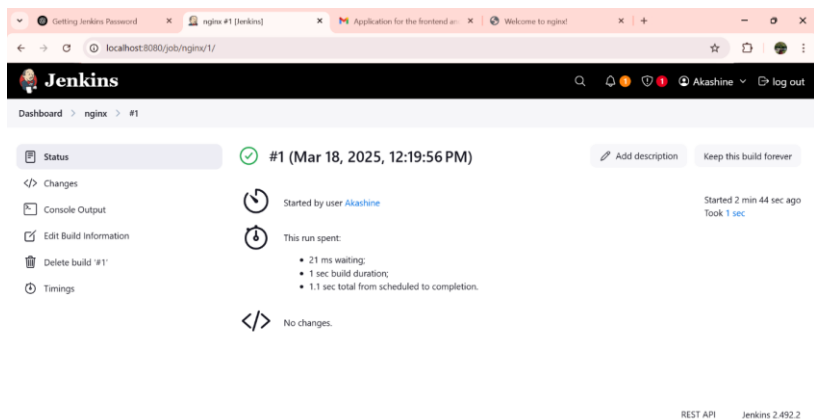 Getting Jenkins Password
nginx #1 [Jenkins]
Application for the frontend an
Welcome to nginx!
localhost:8080/job/nginx/1/
Jenkins
1
1
Akashine
log out
Dashboard > nginx > #1
Status
#1 (Mar 18, 2025, 12:19:56 PM)
Add description
Keep this build forever
Changes
Console Output
Edit Build Information
Delete build '#1'
Timings
Started by user Akashine
Started 2 min 44 sec ago
Took 1 sec
This run spent:
• 21 ms waiting;
• 1 sec build duration;
• 1.1 sec total from scheduled to completion.
No changes.
REST API
Jenkins 2.492.2